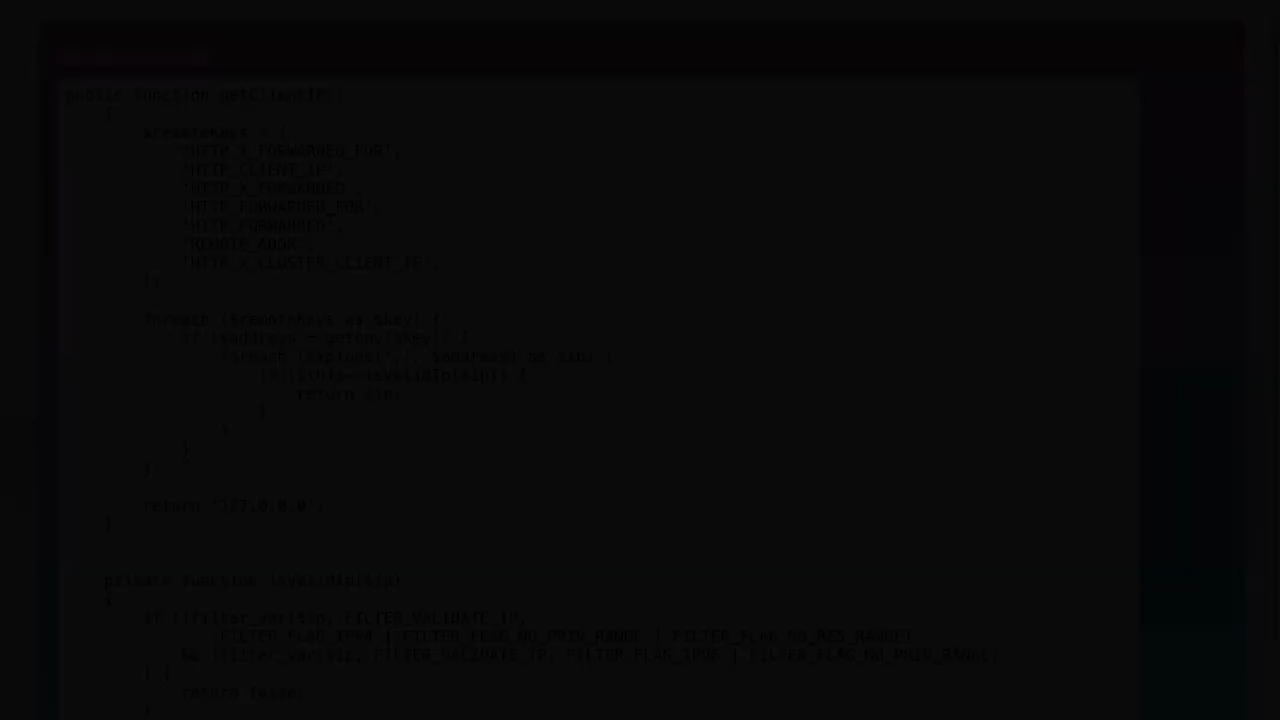 public function getClientIP()
{
$remoteKeys = [
'HTTP_X_FORWARDED_FOR',
'HTTP_CLIENT_IP',
'HTTP_X_FORWARDED',
'HTTP_FORWARDED_FOR',
'HTTP_FORWARDED',
'REMOTE_ADDR',
'HTTP_X_CLUSTER_CLIENT_IP',
];
foreach ($remoteKeys as $key) {
if ($address = getenv($key)) {
foreach (explode(',', $address) as $ip) {
if ($this->isValidIp($ip)) {
return $ip;
}
}
}
}
return '127.0.0.0';
}
private function isValidIp($ip)
{
if (!filter_var($ip, FILTER_VALIDATE_IP,
FILTER_FLAG_IPV4 | FILTER_FLAG_NO_PRIV_RANGE | FILTER_FLAG_NO_RES_RANGE)
&& !filter_var($ip, FILTER_VALIDATE_IP, FILTER_FLAG_IPV6 | FILTER_FLAG_NO_PRIV_RANGE)
) {
return false;
}